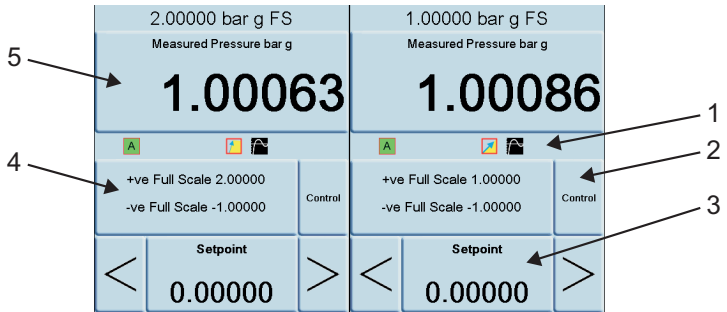 2.00000 bar g FS
Measured Pressure bar g
1.00063
A
+ve Full Scale 2.00000
-ve Full Scale -1.00000
Control
<
Setpoint
0.00000
>
1.00000 bar g FS
Measured Pressure bar g
1.00086
A
+ve Full Scale 1.00000
-ve Full Scale -1.00000
Control
<
Setpoint
0.00000
>
5
4
1
2
3